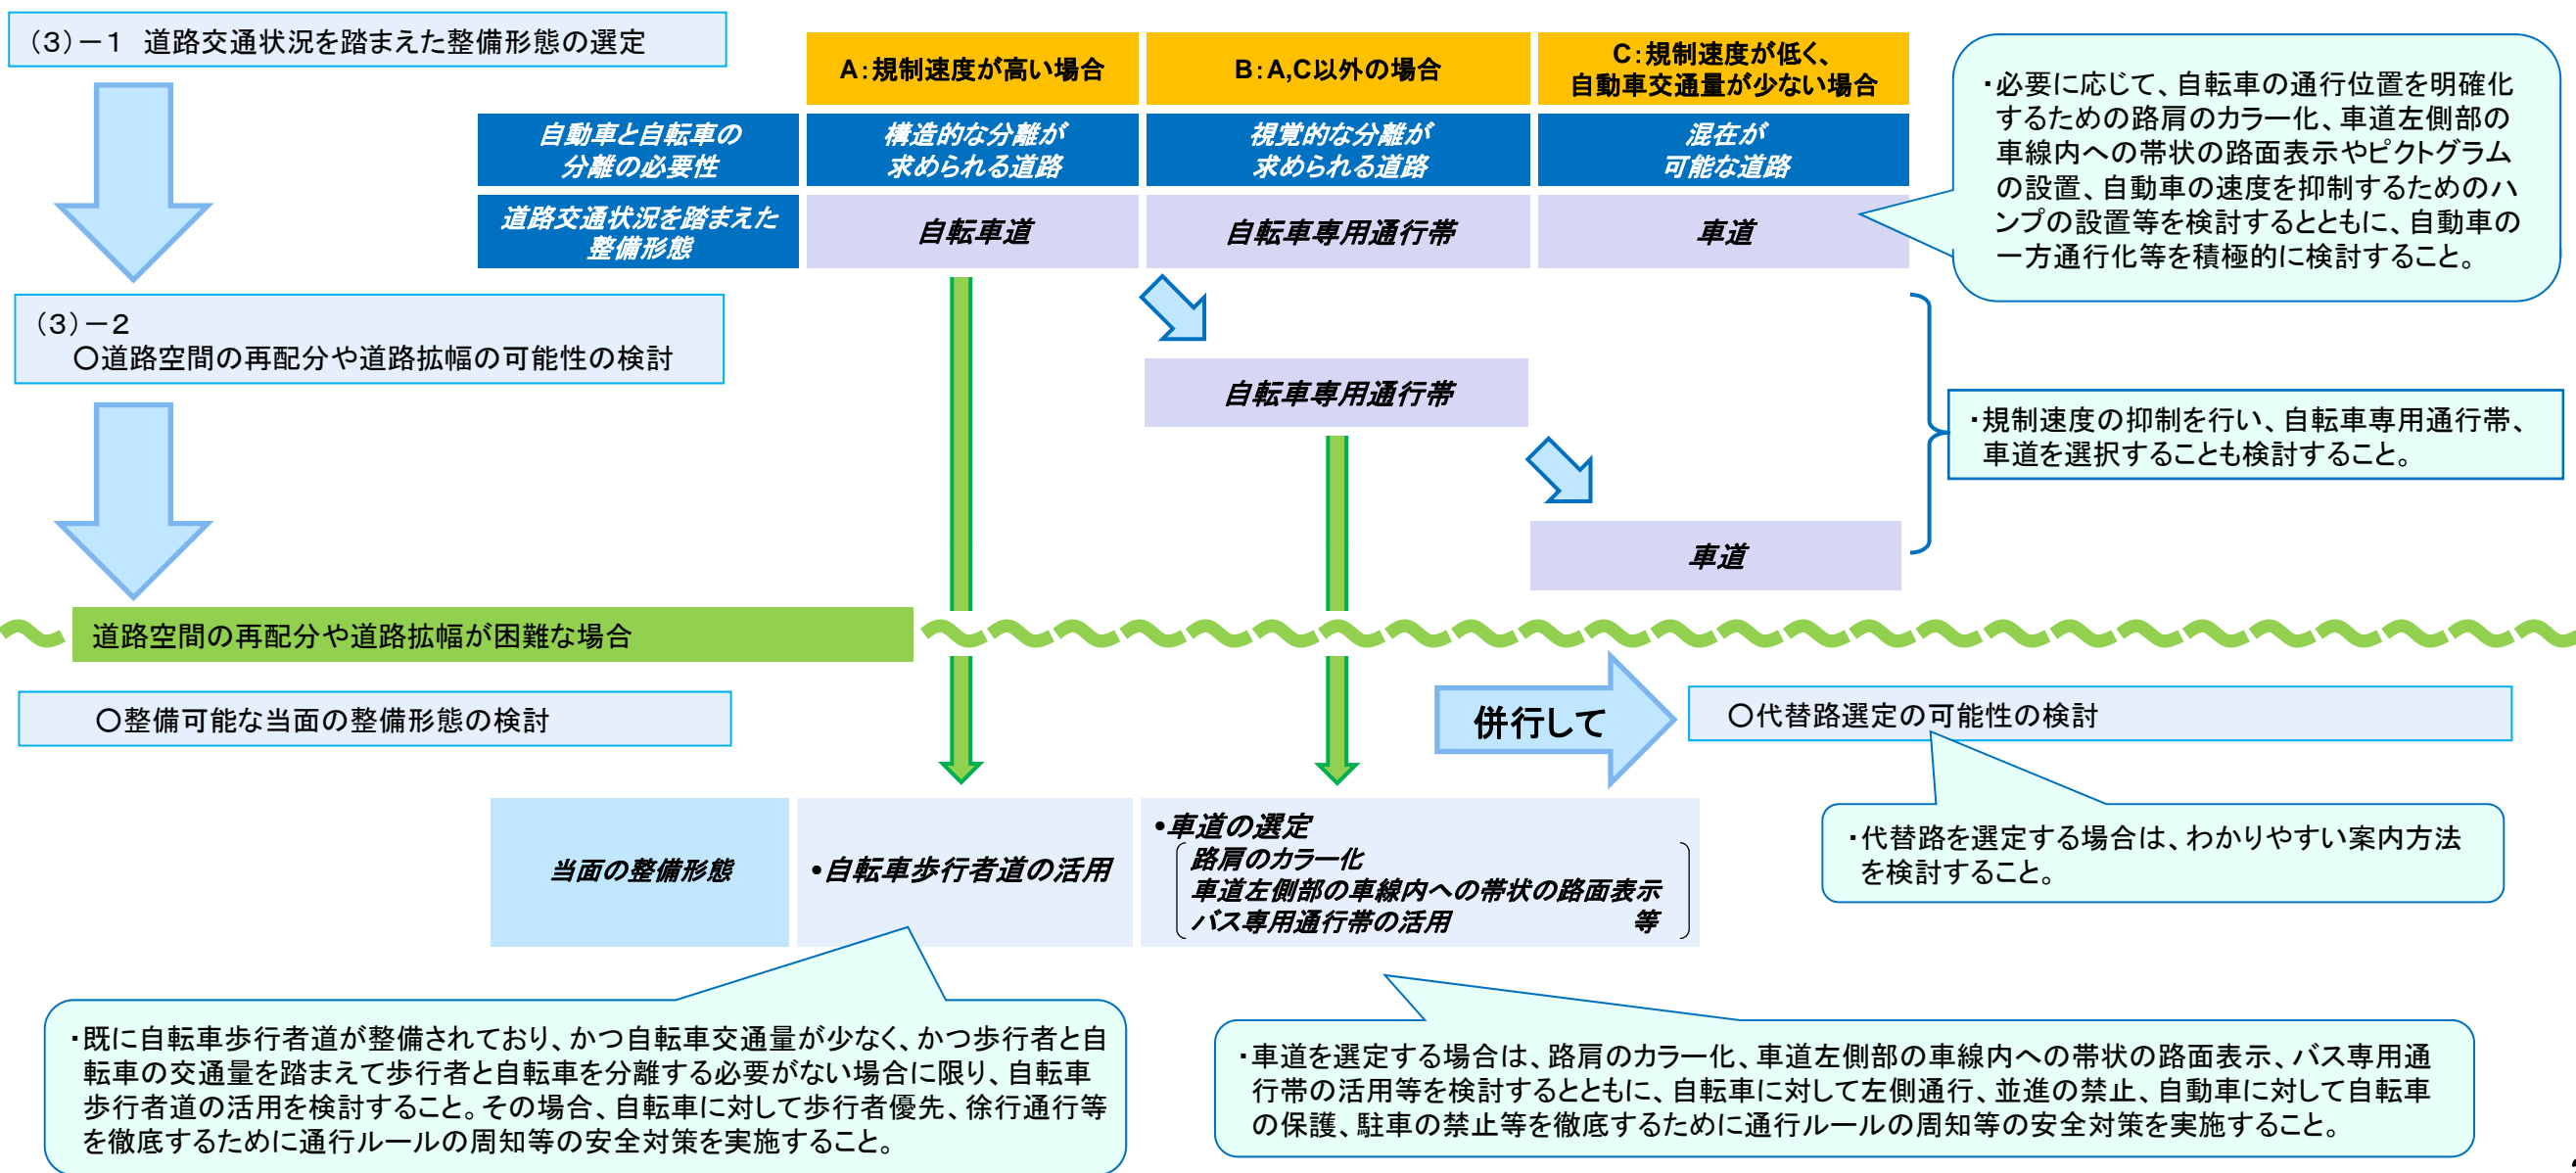 (3)－1 道路交通状況を踏まえた整備形態の選定
A：規制速度が高い場合
B：A,C以外の場合
C：規制速度が低く、
自動車交通量が少ない場合
自動車と自転車の
分離の必要性
構造的な分離が
求められる道路
視覚的な分離が
求められる道路
混在が
可能な道路
道路交通状況を踏まえた
整備形態
自転車道
自転車専用通行帯
車道
・必要に応じて、自転車の通行位置を明確化
するための路肩のカラー化、車道左側部の
車線内への帯状の路面表示やピクトグラム
の設置、自動車の速度を抑制するためのハ
ンプの設置等を検討するとともに、自動車の
一方通行化等を積極的に検討すること。
(3)－2
○道路空間の再配分や道路拡幅の可能性の検討
自転車専用通行帯
・規制速度の抑制を行い、自転車専用通行帯、
車道を選択することも検討すること。
車道
道路空間の再配分や道路拡幅が困難な場合
○整備可能な当面の整備形態の検討
併行して
○代替路選定の可能性の検討
・代替路を選定する場合は、わかりやすい案内方法
を検討すること。
当面の整備形態
•自転車歩行者道の活用
•車道の選定
路肩のカラー化
車道左側部の車線内への帯状の路面表示
バス専用通行帯の活用 等
・既に自転車歩行者道が整備されており、かつ自転車交通量が少なく、かつ歩行者と自
転車の交通量を踏まえて歩行者と自転車を分離する必要がない場合に限り、自転車
歩行者道の活用を検討すること。その場合、自転車に対して歩行者優先、徐行通行等
を徹底するために通行ルールの周知等の安全対策を実施すること。
・車道を選定する場合は、路肩のカラー化、車道左側部の車線内への帯状の路面表示、バス専用通
行帯の活用等を検討するとともに、自転車に対して左側通行、並進の禁止、自動車に対して自転車
の保護、駐車の禁止等を徹底するために通行ルールの周知等の安全対策を実施すること。